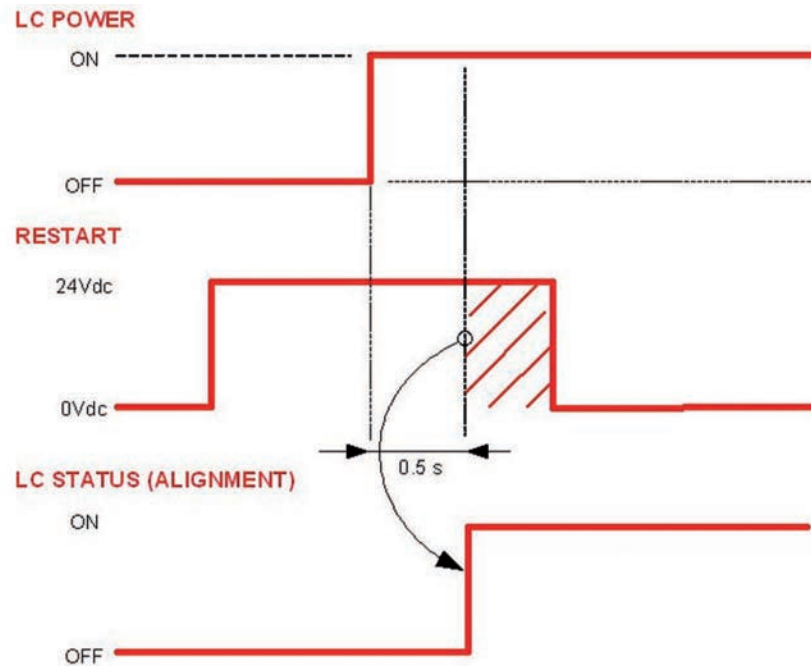 LC POWER
ON
OFF
RESTART
24Vdc
0Vdc
0.5 s
LC STATUS (ALIGNMENT)
ON
OFF